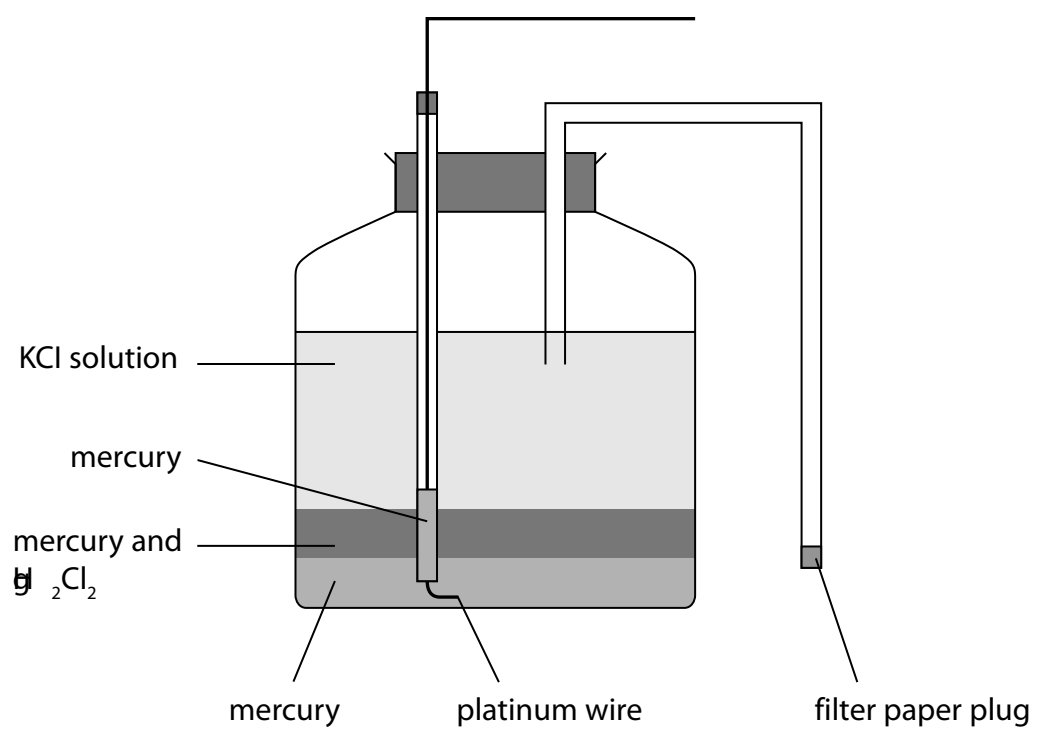 KCl solution
mercury
mercury and
Hg₂Cl₂
mercury
platinum wire
filter paper plug